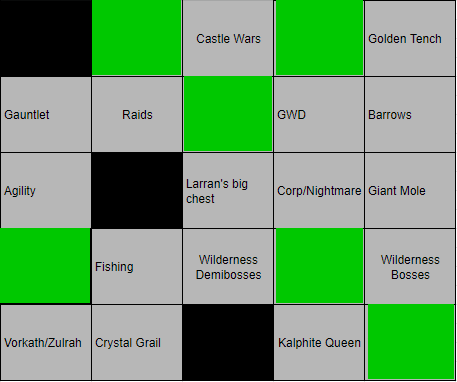 Castle Wars
Golden Tench
Gauntlet
Raids
GWD
Barrows
Agility
Larran's big
chest
Corp/Nightmare
Giant Mole
Fishing
Wilderness
Demibosses
Wilderness
Bosses
Vorkath/Zulrah
Crystal Grail
Kalphite Queen